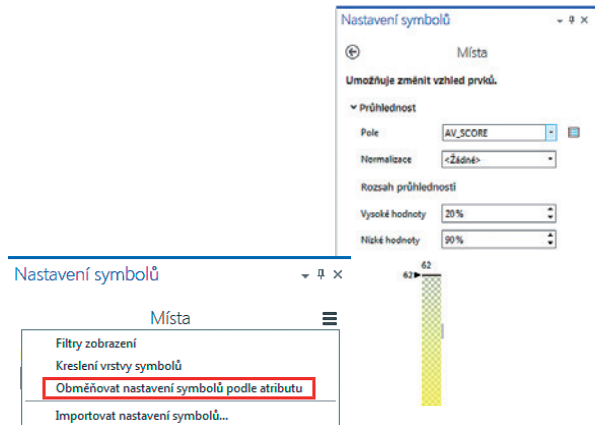 Nastavení symbolů
Místa
Umožňuje změnit vzhled prvků.
Průhlednost
Pole AV_SCORE
Normalizace <Žádné>
Rozsah průhlednosti
Vysoké hodnoty 20%
Nízké hodnoty 90%
62
62
Nastavení symbolů
Místa
Filtry zobrazení
Kreslení vrstvy symbolů
Obměňovat nastavení symbolů podle atributu
Importovat nastavení symbolů...